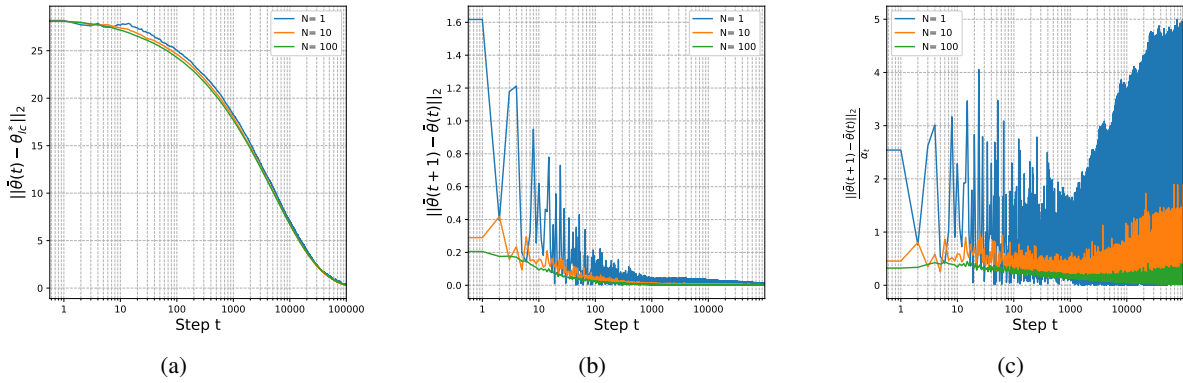 ||θ̄(t) − θ*_lc||₂
25
20
15
10
5
0
1
10
100
1000
10000
100000
Step t
N= 1
N= 10
N= 100
(a)
||θ̄(t + 1) − θ̄(t)||₂
1.6
1.4
1.2
1.0
0.8
0.6
0.4
0.2
0.0
1
10
100
1000
10000
Step t
N= 1
N= 10
N= 100
(b)
||θ̄(t + 1) − θ̄(t)||₂
α_t
5
4
3
2
1
0
1
10
100
1000
10000
Step t
N= 1
N= 10
N= 100
(c)